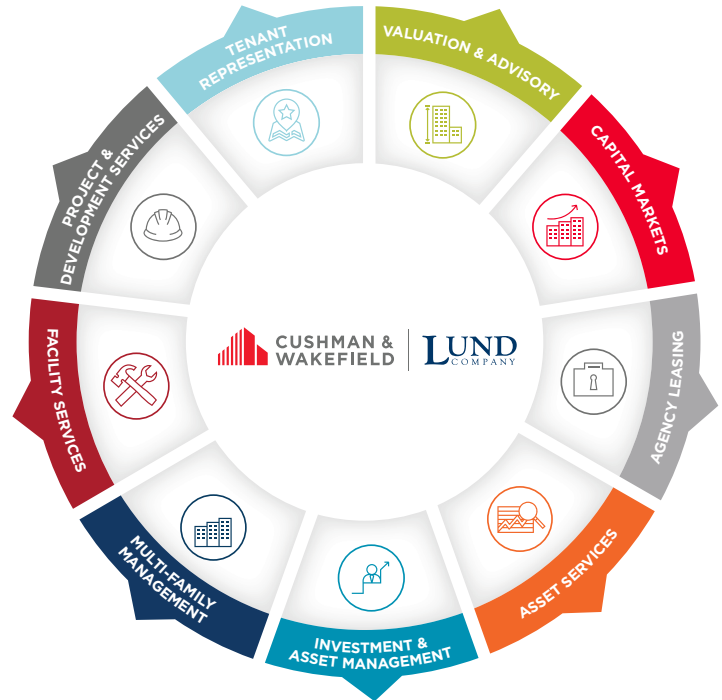 TENANT
REPRESENTATION
VALUATION & ADVISORY
CAPITAL MARKETS
AGENCY LEASING
ASSET SERVICES
INVESTMENT &
ASSET MANAGEMENT
MULTI-FAMILY
MANAGEMENT
FACILITY SERVICES
PROJECT &
DEVELOPMENT SERVICES
CUSHMAN &
WAKEFIELD
LUND
COMPANY